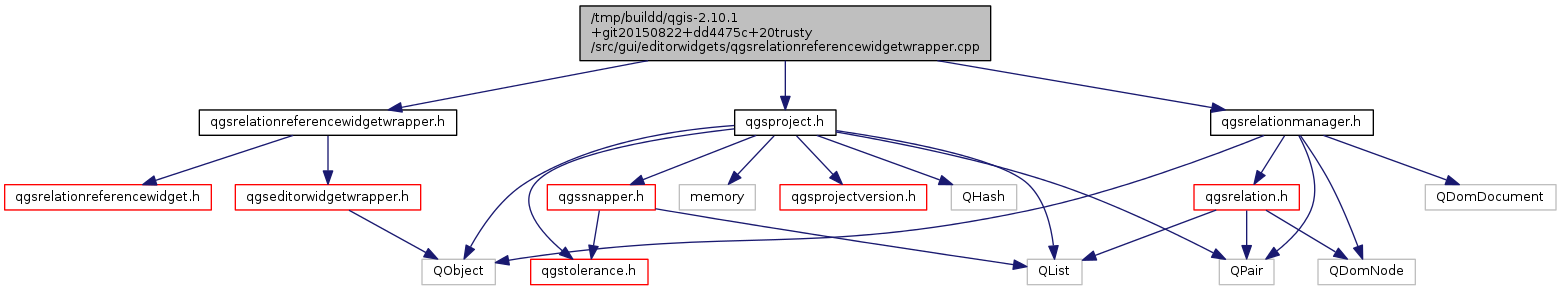 /tmp/buildd/qgis-2.10.1
+git20150822+dd4475c+20trusty
/src/gui/editorwidgets/qgsrelationreferencewidgetwrapper.cpp
qgsrelationreferencewidgetwrapper.h
qgsproject.h
qgsrelationmanager.h
qgsrelationreferencewidget.h
qgseditorwidgetwrapper.h
qgssnapper.h
memory
qgsprojectversion.h
QHash
qgsrelation.h
QDomDocument
QObject
qgstolerance.h
QList
QPair
QDomNode